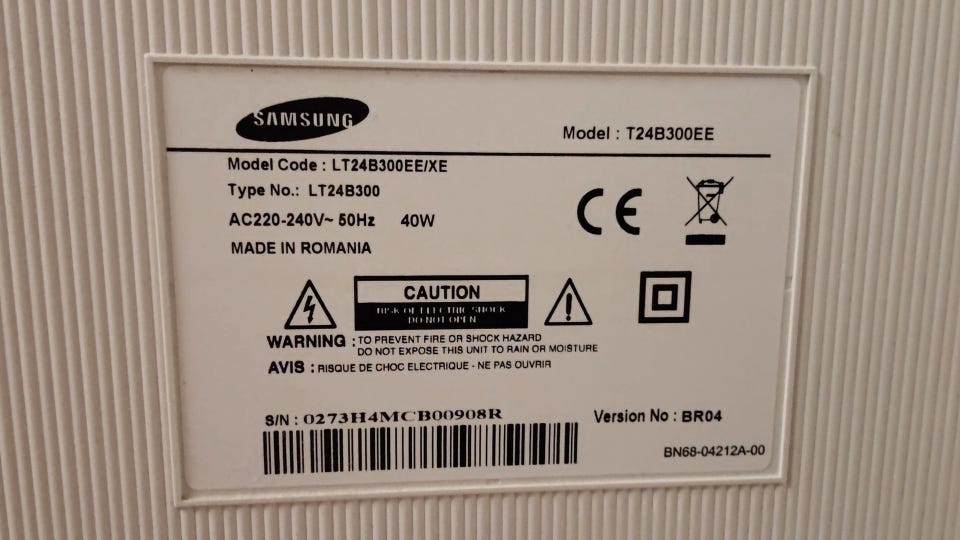 SAMSUNG
Model : T24B300EE
Model Code : LT24B300EE/XE
Type No.: LT24B300
AC220-240V~ 50Hz 40W
MADE IN ROMANIA
CE
CAUTION
RISK OF ELECTRIC SHOCK
DO NOT OPEN
WARNING : TO PREVENT FIRE OR SHOCK HAZARD
DO NOT EXPOSE THIS UNIT TO RAIN OR MOISTURE
AVIS : RISQUE DE CHOC ELECTRIQUE - NE PAS OUVRIR
S/N : 0273H4MCB00908R
Version No : BR04
BN68-04212A-00